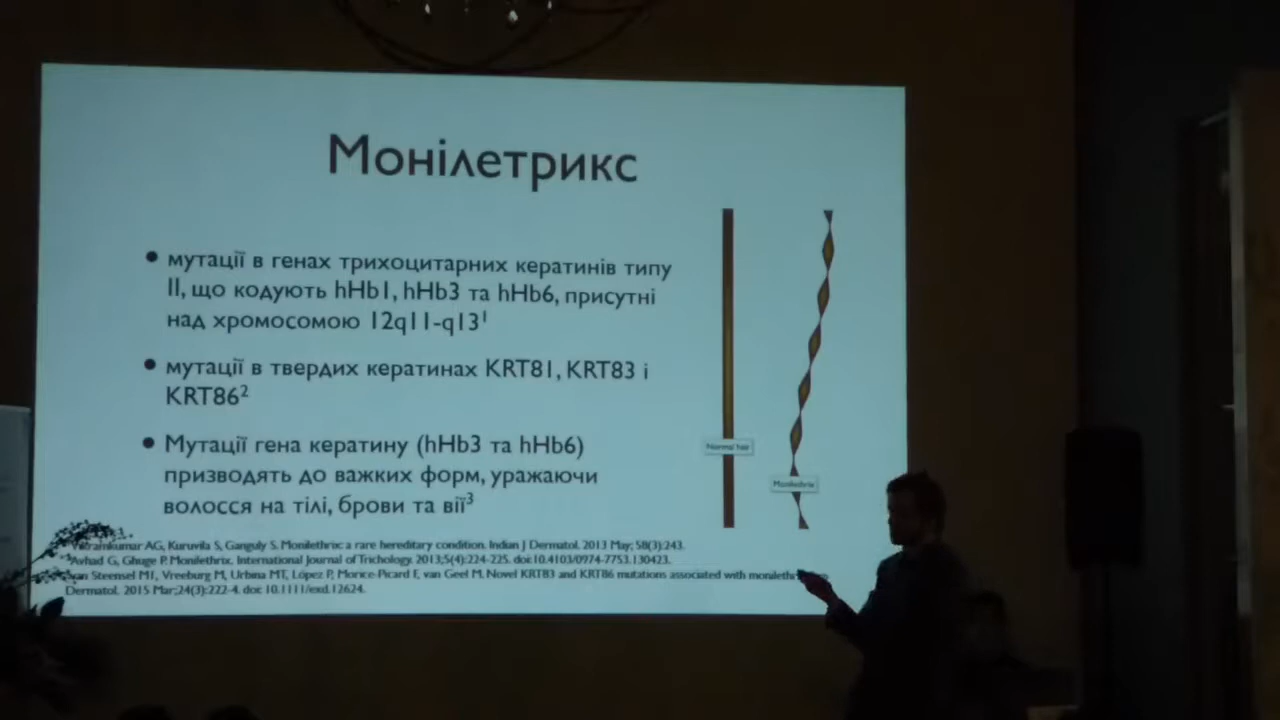 Монілетрикс
• мутації в генах трихоцитарних кератинів типу
II, що кодують hHb1, hHb3 та hHb6, присутні
над хромосомою 12q11-q13¹
• мутації в твердих кератинах KRT81, KRT83 і
KRT86²
• Мутації гена кератину (hHb3 та hHb6)
призводять до важких форм, уражаючи
волосся на тілі, брови та вії³
Normal hair
Monilethrix
AG, Kuruvila S, Ganguly S. Monilethrix: a rare hereditary condition. Indian J Dermatol. 2013 May; 58(3):243.
Avhad G, Ghuge P. Monilethrix. International Journal of Trichology. 2013;5(4):224-225. doi:10.4103/0974-7753.130423.
van Steensel M1, Vreeburg M, Urbina MT, López P, Morice-Picard F, van Geel M. Novel KRT83 and KRT86 mutations associated with
Dermatol. 2015 Mar;24(3):222-4. doi: 10.1111/exd.12624.